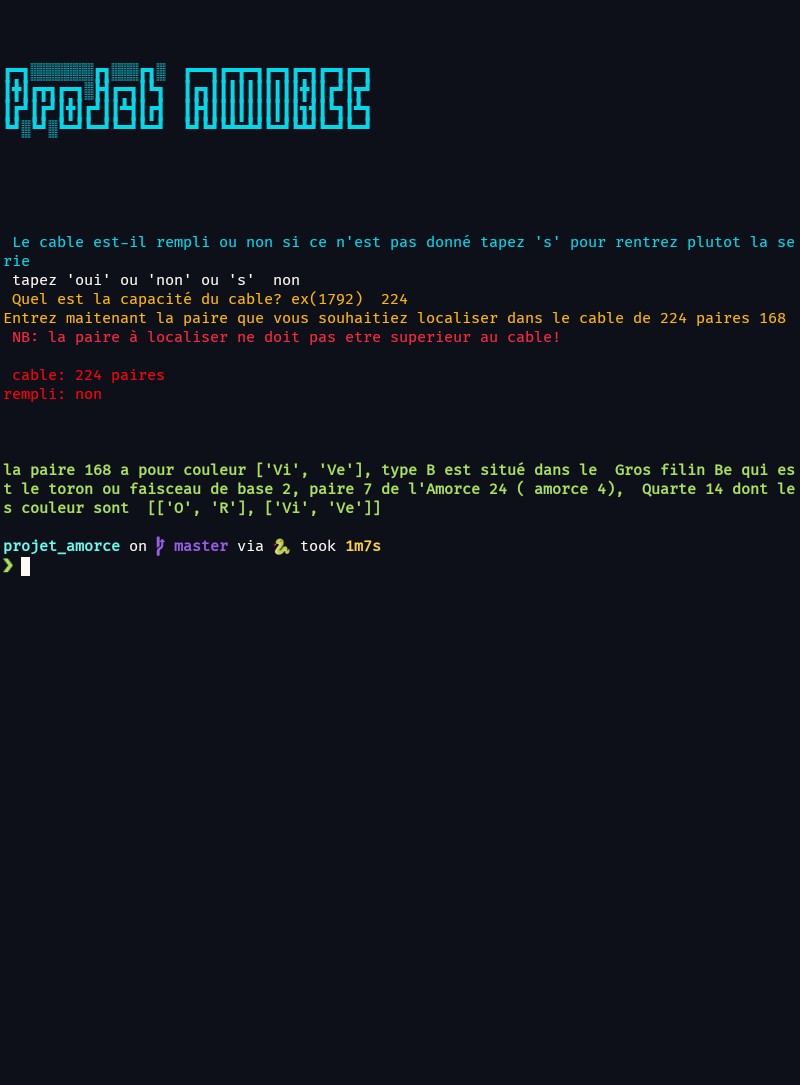 Projet AMORCE
Le cable est-il rempli ou non si ce n'est pas donné tapez 's' pour rentrez plutot la se
rie
tapez 'oui' ou 'non' ou 's'  non
Quel est la capacité du cable? ex(1792)  224
Entrez maitenant la paire que vous souhaitiez localiser dans le cable de 224 paires 168
NB: la paire à localiser ne doit pas etre superieur au cable!
cable: 224 paires
rempli: non
la paire 168 a pour couleur ['Vi', 'Ve'], type B est situé dans le  Gros filin Be qui es
t le toron ou faisceau de base 2, paire 7 de l'Amorce 24 ( amorce 4),  Quarte 14 dont le
s couleur sont  [['O', 'R'], ['Vi', 'Ve']]
projet_amorce on master via 🐍 took 1m7s
❯